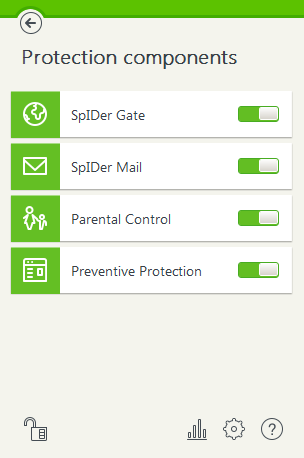 Protection components
SpIDer Gate
SpIDer Mail
Parental Control
Preventive Protection